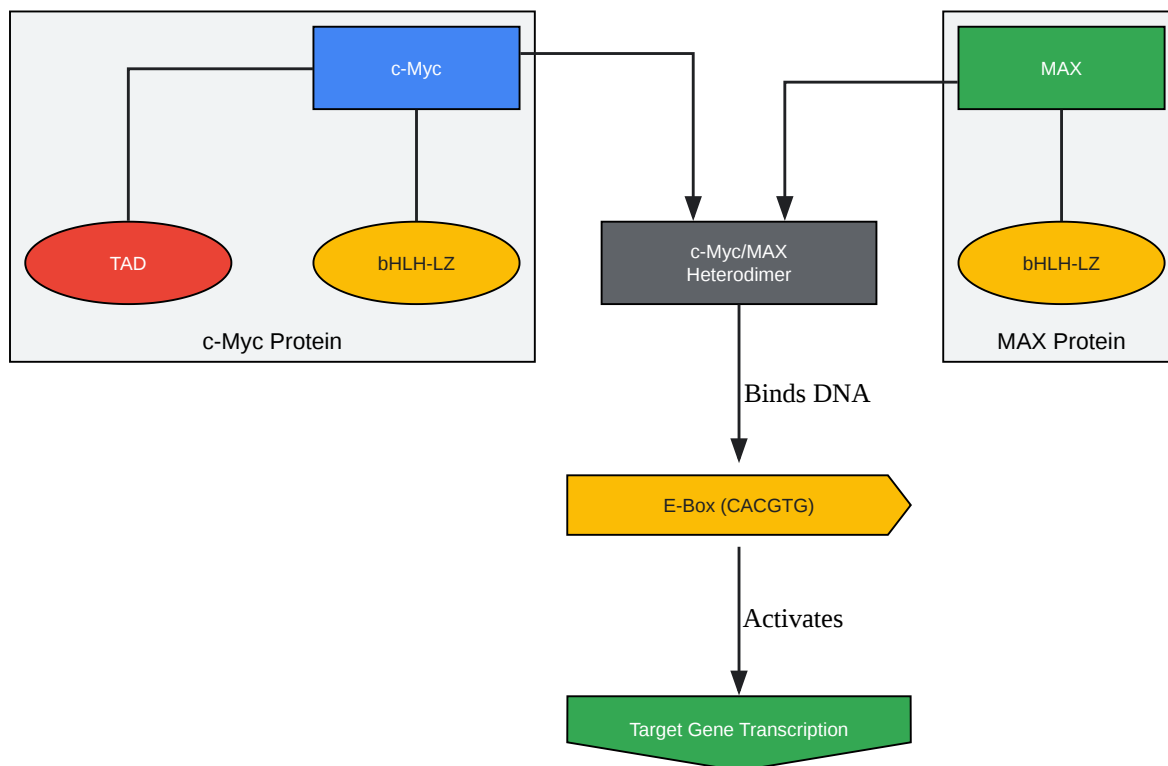 c-Myc
MAX
TAD
bHLH-LZ
c-Myc/MAX
Heterodimer
bHLH-LZ
c-Myc Protein
MAX Protein
Binds DNA
E-Box (CACGTG)
Activates
Target Gene Transcription